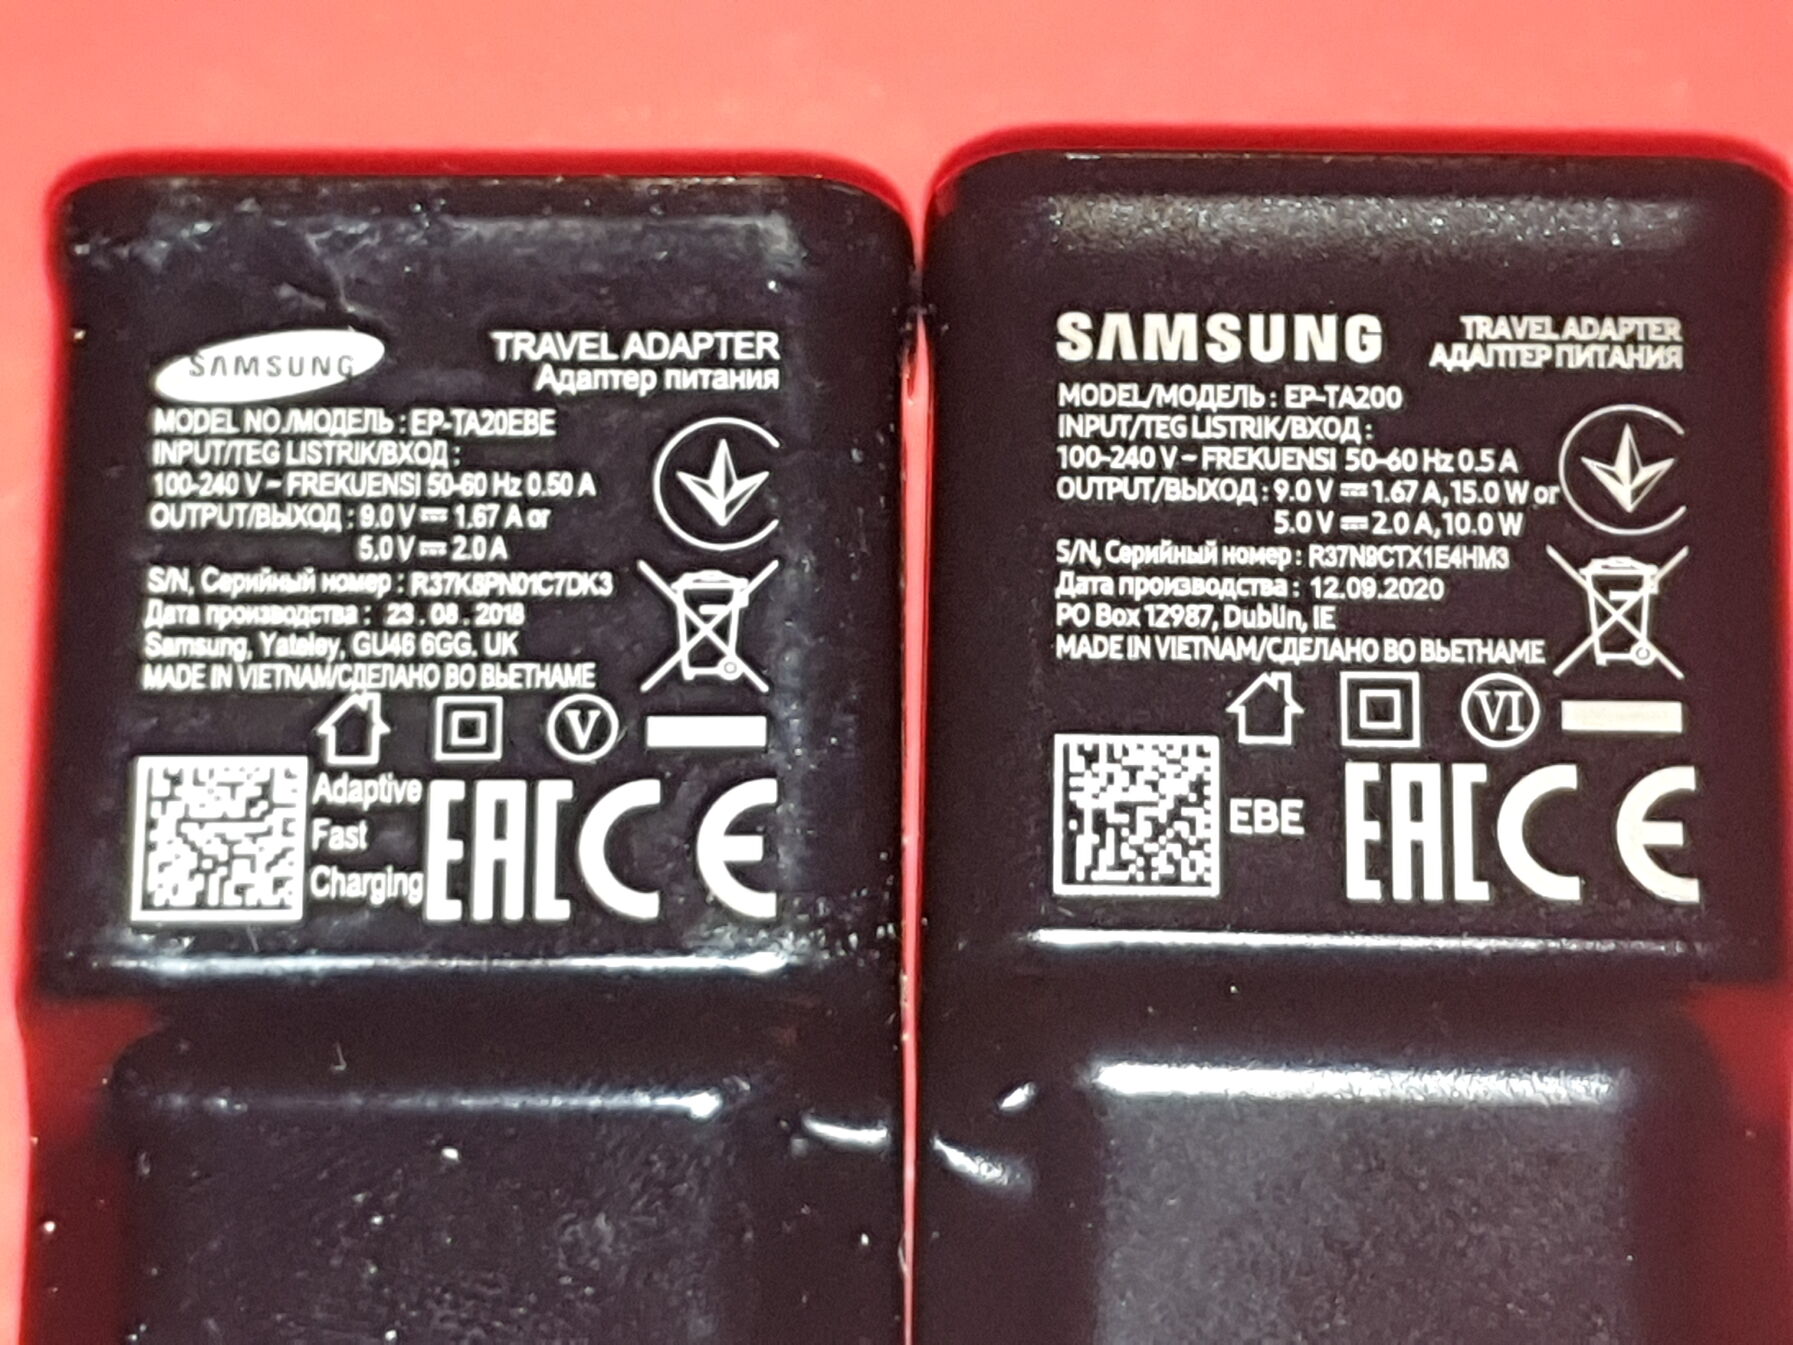 SAMSUNG
TRAVEL ADAPTER
Адаптер питания
MODEL NO./МОДЕЛЬ : EP-TA20EBE
INPUT/TEG LISTRIK/ВХОД :
100-240 V ~ FREKUENSI 50-60 Hz 0.50 A
OUTPUT/ВЫХОД : 9.0 V ⎓ 1.67 A or
5.0 V ⎓ 2.0 A
S/N, Серийный номер : R37K8PN01C7DK3
Дата производства : 23 . 08 . 2018
Samsung, Yateley, GU46 6GG. UK
MADE IN VIETNAM/СДЕЛАНО ВО ВЬЕТНАМЕ
V
Adaptive
Fast
Charging
EAC CE
SAMSUNG
TRAVEL ADAPTER
АДАПТЕР ПИТАНИЯ
MODEL/МОДЕЛЬ : EP-TA200
INPUT/TEG LISTRIK/ВХОД :
100-240 V ~ FREKUENSI 50-60 Hz 0.5 A
OUTPUT/ВЫХОД : 9.0 V ⎓ 1.67 A, 15.0 W or
5.0 V ⎓ 2.0 A, 10.0 W
S/N, Серийный номер : R37N9CTX1E4HM3
Дата производства : 12.09.2020
PO Box 12987, Dublin, IE
MADE IN VIETNAM/СДЕЛАНО ВО ВЬЕТНАМЕ
VI
EBE
EAC CE